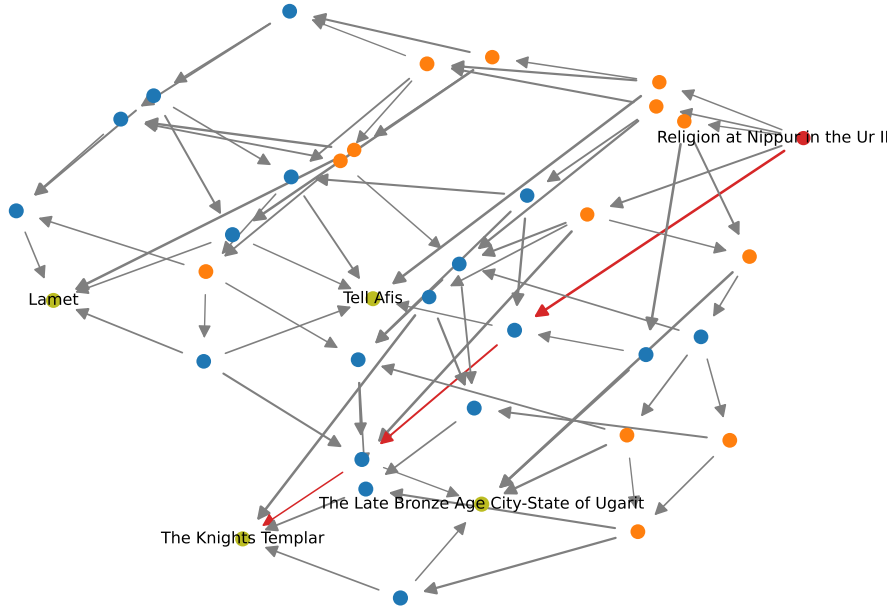 Religion at Nippur in the Ur II
Lamet
Tell Afis
The Late Bronze Age City-State of Ugarit
The Knights Templar